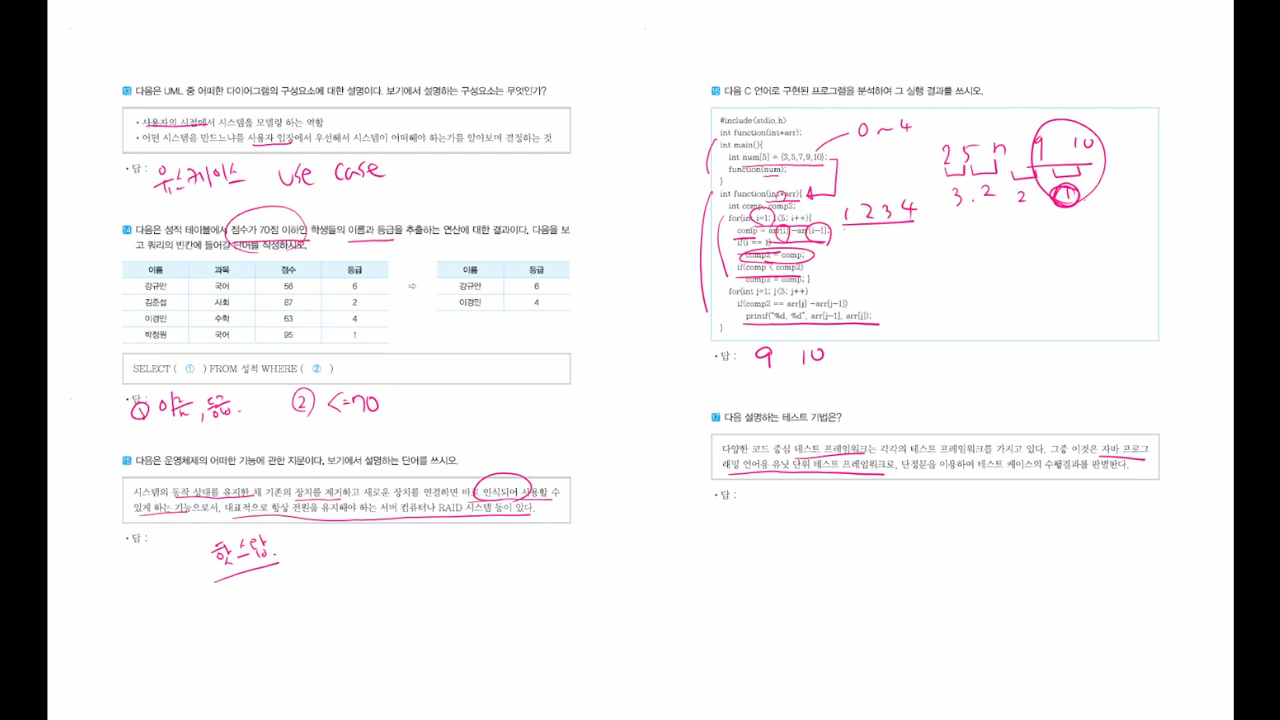 13 다음은 UML 중 어떠한 다이어그램의 구성요소에 대한 설명이다. 보기에서 설명하는 구성요소는 무엇인가?
• 사용자의 시점에서 시스템을 모델링 하는 역할
• 어떤 시스템을 만드느냐를 사용자 입장에서 우선해서 시스템이 어떠해야 하는가를 알아보며 결정하는 것
• 답 :
유스케이스 use case
14 다음은 성적 테이블에서 점수가 70점 이하인 학생들의 이름과 등급을 추출하는 연산에 대한 결과이다. 다음을 보
고 쿼리의 빈칸에 들어갈 단어를 작성하시오.
이름 과목 점수 등급
강규안 국어 56 6
김준섭 사회 87 2
이경민 수학 63 4
박정원 국어 95 1
⇨
이름 등급
강규안 6
이경민 4
SELECT ( ① ) FROM 성적 WHERE ( ② )
• 답 :
① 이름, 등급. ② <=70
15 다음은 운영체제의 어떠한 기능에 관한 지문이다. 보기에서 설명하는 단어를 쓰시오.
시스템의 동작 상태를 유지한 채 기존의 장치를 제거하고 새로운 장치를 연결하면 바로 인식되어 사용할 수
있게 하는 기능으로서, 대표적으로 항상 전원을 유지해야 하는 서버 컴퓨터나 RAID 시스템 등이 있다.
• 답 :
핫스왑.
16 다음 C 언어로 구현된 프로그램을 분석하여 그 실행 결과를 쓰시오.
#include<stdio.h>
int function(int*arr);
int main(){
int num[5] = {2,5,7,9,10};
function(num);
}
int function(int*arr){
int comp, comp2;
for(int i=1; i<5; i++){
comp = arr[i] -arr[i-1];
if(i == 1)
comp2 = comp;
if(comp < comp2)
comp2 = comp; }
for(int j=1; j<5; j++)
if(comp2 == arr[j] -arr[j-1])
printf("%d, %d", arr[j-1], arr[j]);
}
0 ~ 4
1 2 3 4
2 5 7 9 10
3. 2 2 1
• 답 : 9 10
17 다음 설명하는 테스트 기법은?
다양한 코드 중심 테스트 프레임워크는 각각의 테스트 프레임워크를 가지고 있다. 그중 이것은 자바 프로그
래밍 언어용 유닛 단위 테스트 프레임워크로, 단정문을 이용하여 테스트 케이스의 수행결과를 판별한다.
• 답 :